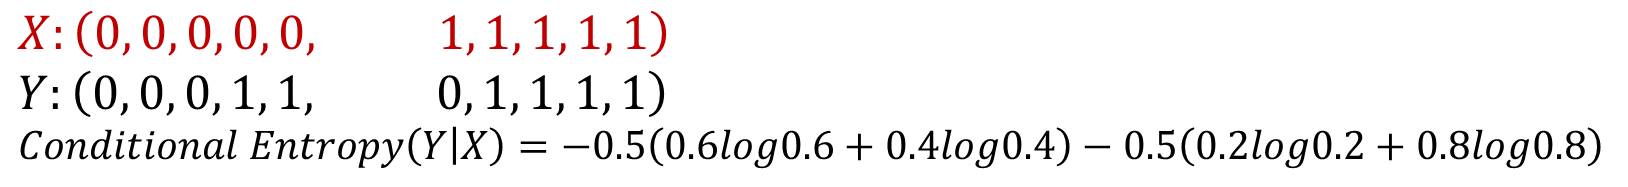 X: (0, 0, 0, 0, 0, 1, 1, 1, 1, 1)
Y: (0, 0, 0, 1, 1, 0, 1, 1, 1, 1)
Conditional Entropy(Y|X) = −0.5(0.6log0.6 + 0.4log0.4) − 0.5(0.2log0.2 + 0.8log0.8)